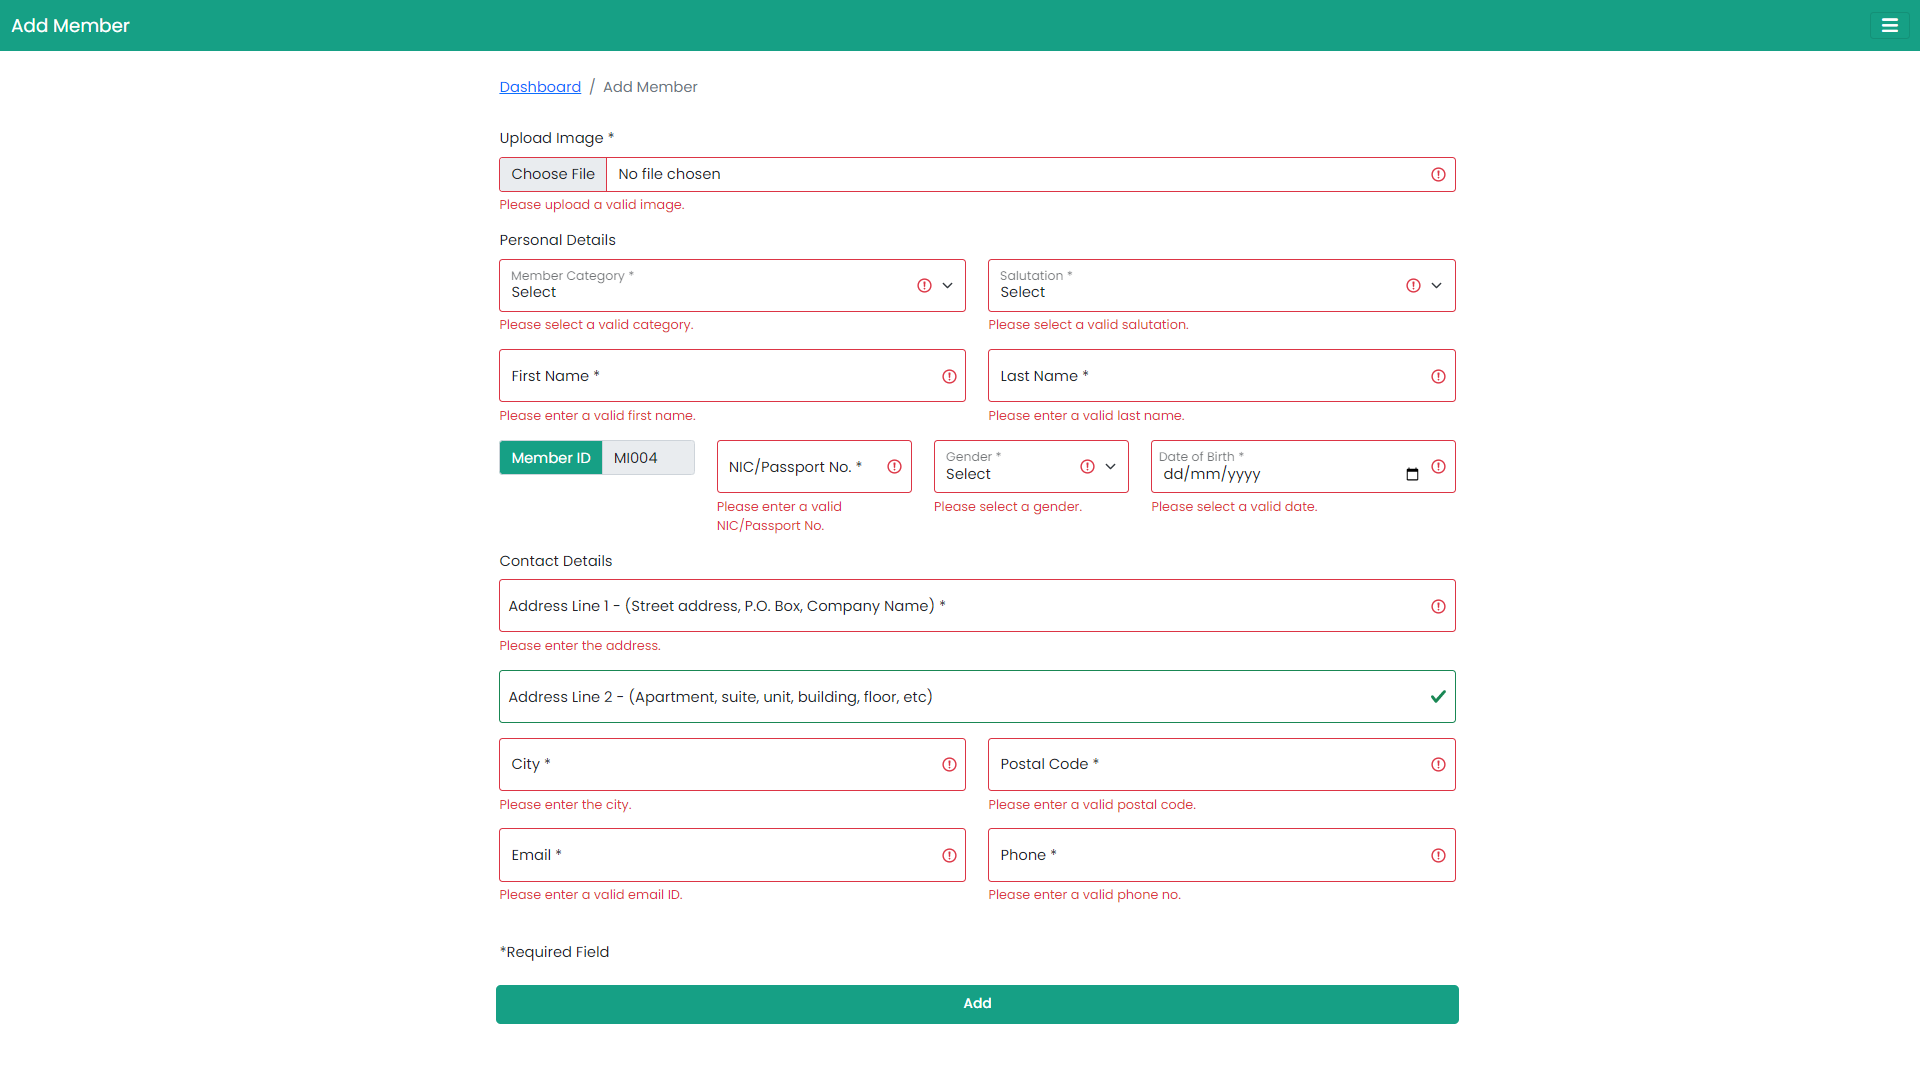 Add Member
Dashboard / Add Member
Upload Image *
Choose File No file chosen
Please upload a valid image.
Personal Details
Member Category *
Select
Salutation *
Select
Please select a valid category.
Please select a valid salutation.
First Name *
Last Name *
Please enter a valid first name.
Please enter a valid last name.
Member ID MI004
NIC/Passport No. *
Gender *
Select
Date of Birth *
dd/mm/yyyy
Please enter a valid
NIC/Passport No.
Please select a gender.
Please select a valid date.
Contact Details
Address Line 1 - (Street address, P.O. Box, Company Name) *
Please enter the address.
Address Line 2 - (Apartment, suite, unit, building, floor, etc)
City *
Postal Code *
Please enter the city.
Please enter a valid postal code.
Email *
Phone *
Please enter a valid email ID.
Please enter a valid phone no.
*Required Field
Add